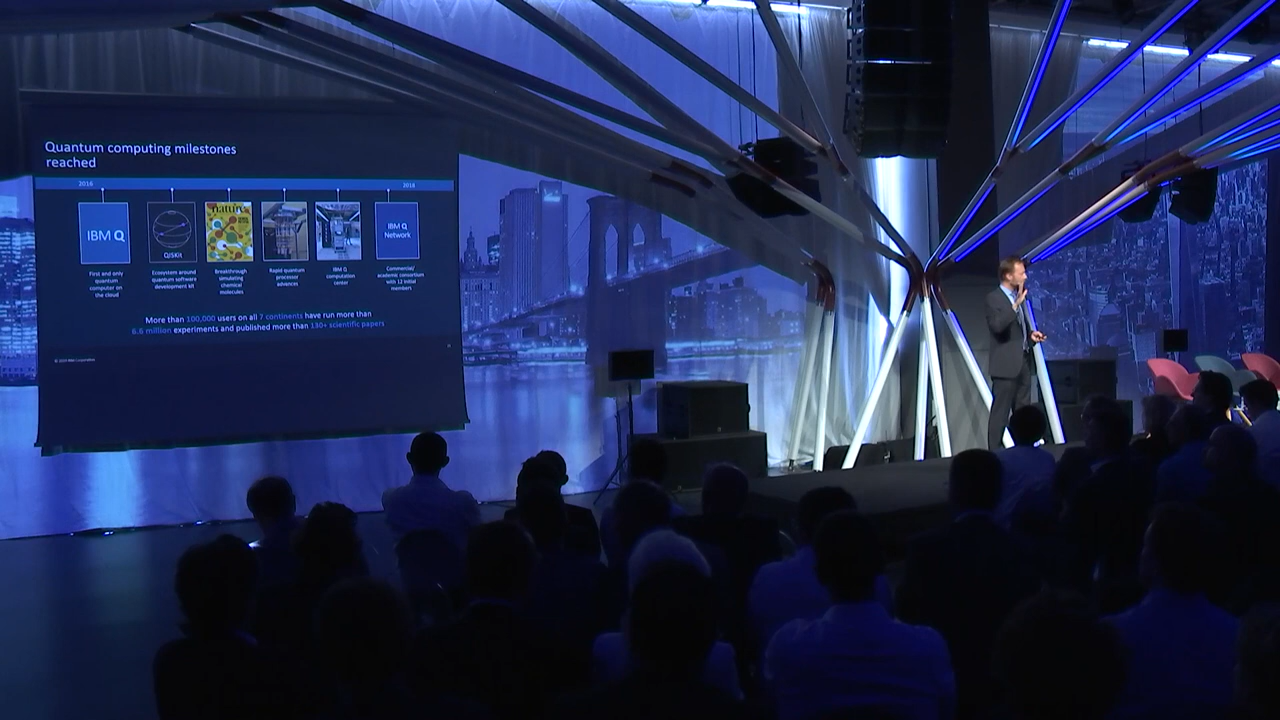 Quantum computing milestones
reached
2016
2018
IBM Q
First and only
quantum
computer on
the cloud
QISKit
Ecosystem around
quantum software
development kit
nature
Breakthrough
simulating
chemical
molecules
Rapid quantum
processor
advances
IBM Q
computation
center
IBM Q
Network
Commercial/
academic consortium
with 12 initial
members
More than 100,000 users on all 7 continents have run more than
6.6 million experiments and published more than 130+ scientific papers